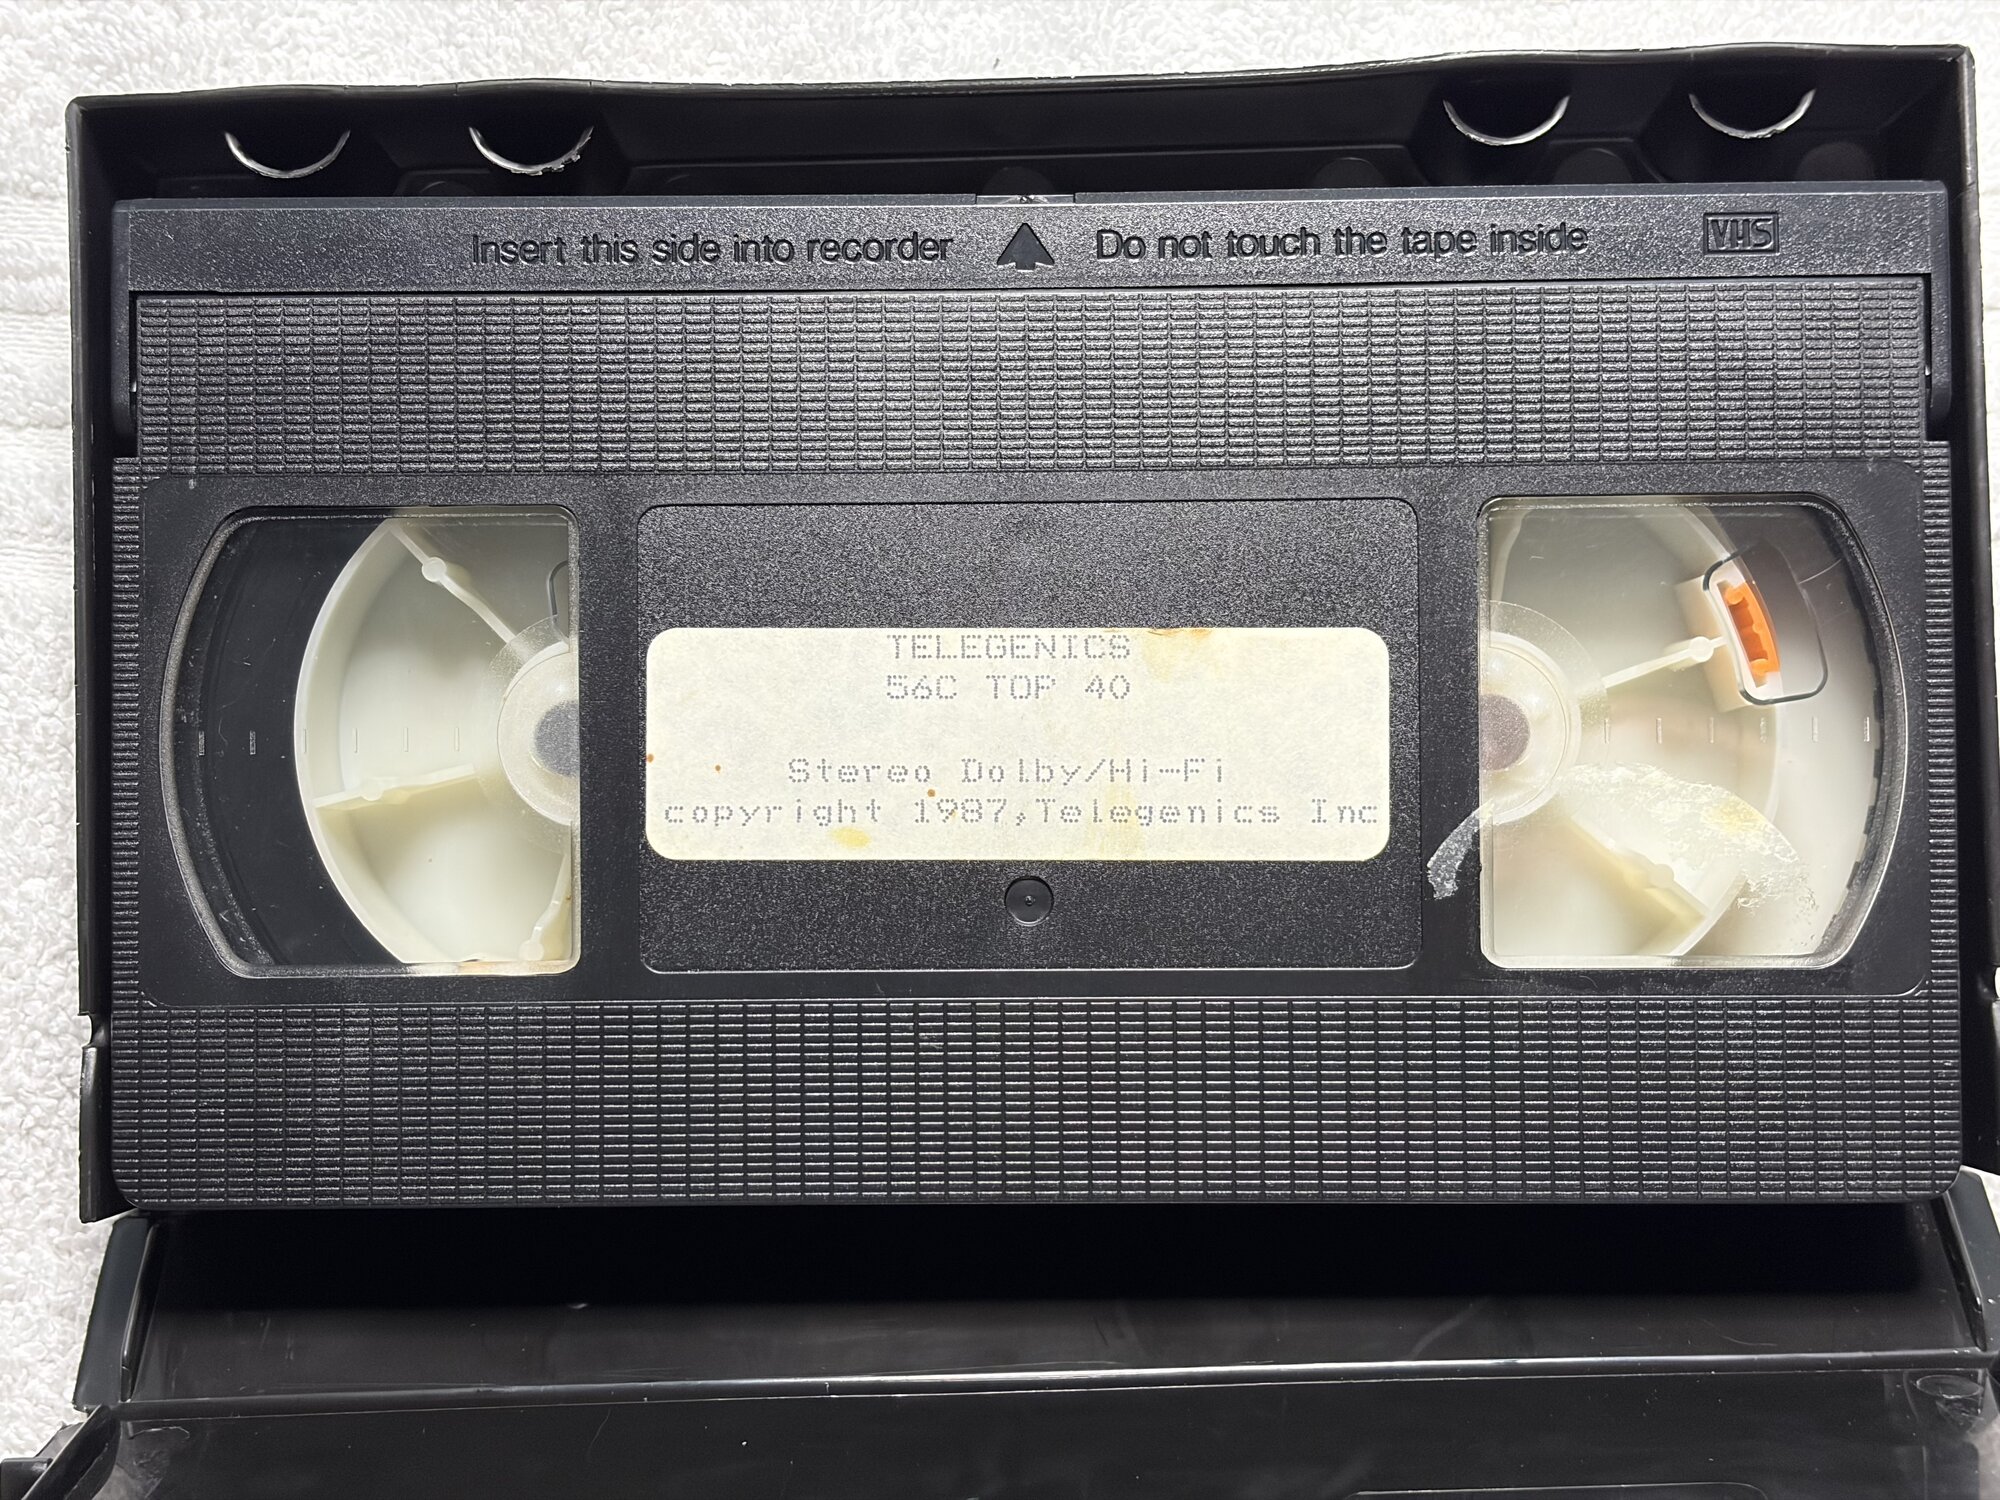 Insert this side into recorder Do not touch the tape inside VHS
TELEGENICS
56C TOP 40
Stereo Dolby/Hi-Fi
copyright 1987,Telegenics Inc